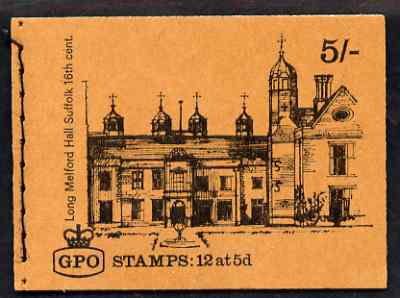 5/-
Long Melford Hall Suffolk 16th cent.
GPO STAMPS: 12 at 5d